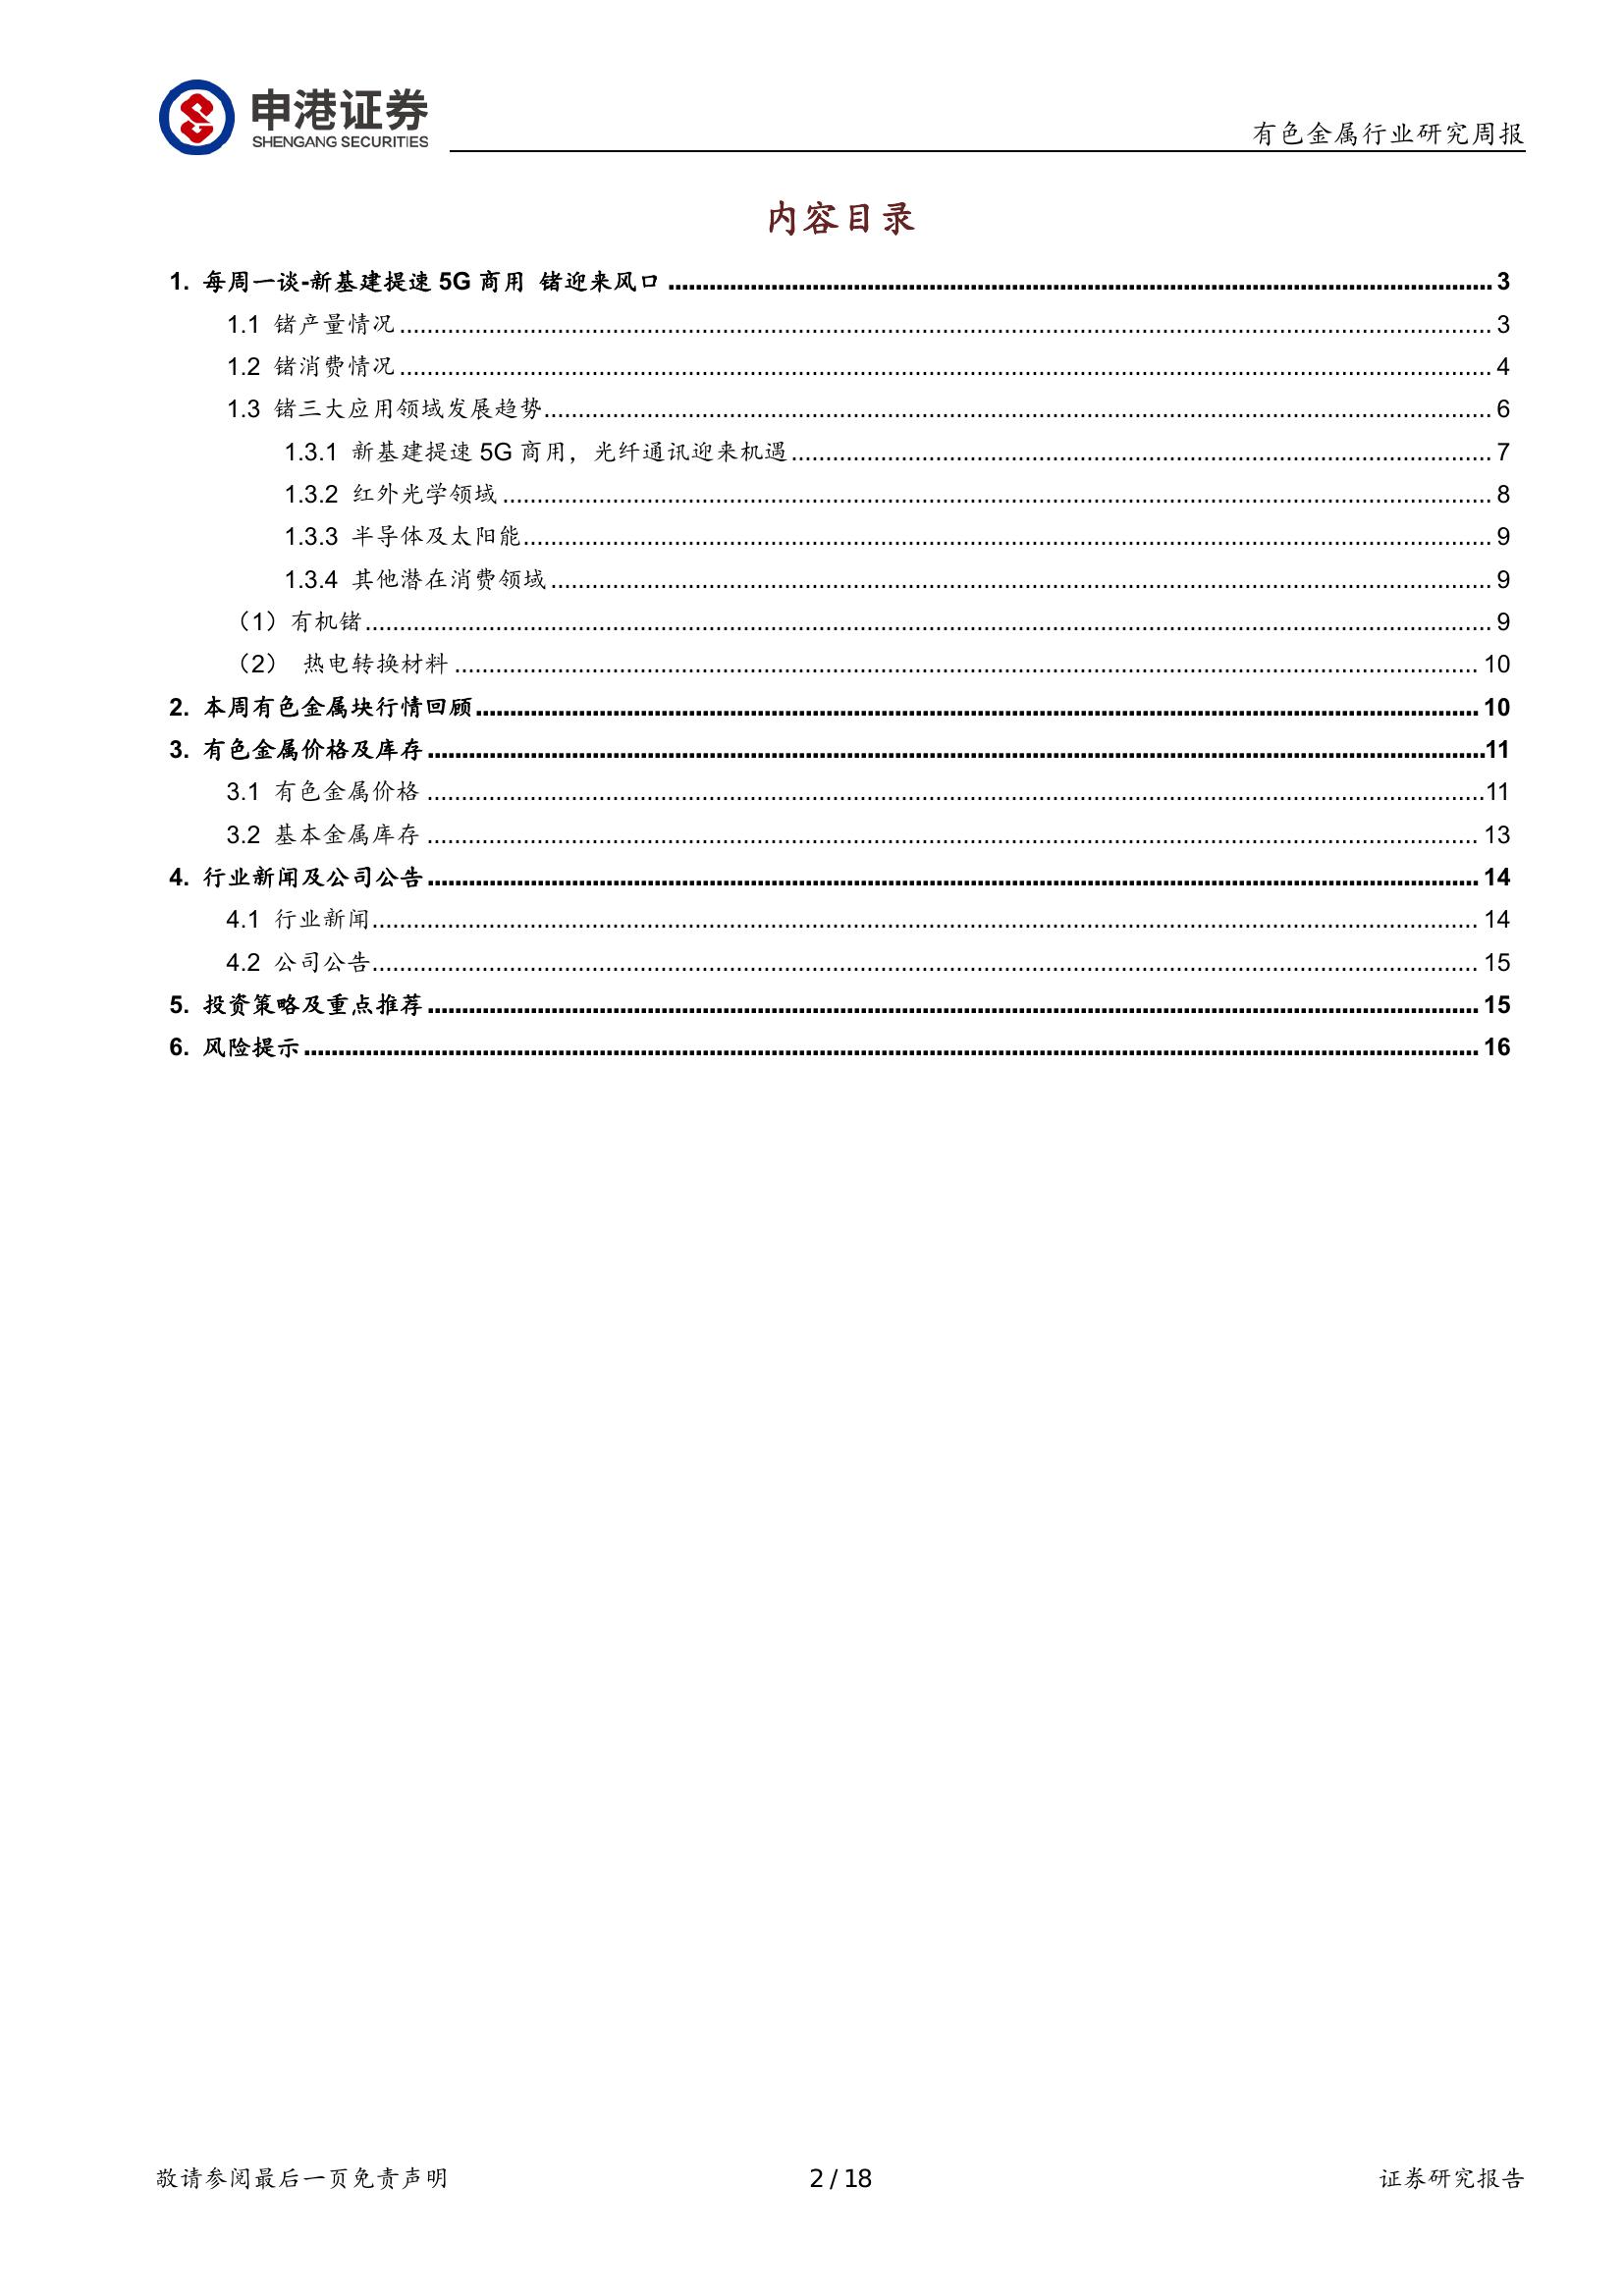 申港证券
SHENGANG SECURITIES
有色金属行业研究周报
内容目录
1. 每周一谈-新基建提速 5G 商用 锗迎来风口 3
1.1 锗产量情况 3
1.2 锗消费情况 4
1.3 锗三大应用领域发展趋势 6
1.3.1 新基建提速 5G 商用，光纤通讯迎来机遇 7
1.3.2 红外光学领域 8
1.3.3 半导体及太阳能 9
1.3.4 其他潜在消费领域 9
（1）有机锗 9
（2） 热电转换材料 10
2. 本周有色金属块行情回顾 10
3. 有色金属价格及库存 11
3.1 有色金属价格 11
3.2 基本金属库存 13
4. 行业新闻及公司公告 14
4.1 行业新闻 14
4.2 公司公告 15
5. 投资策略及重点推荐 15
6. 风险提示 16
敬请参阅最后一页免责声明 2 / 18 证券研究报告